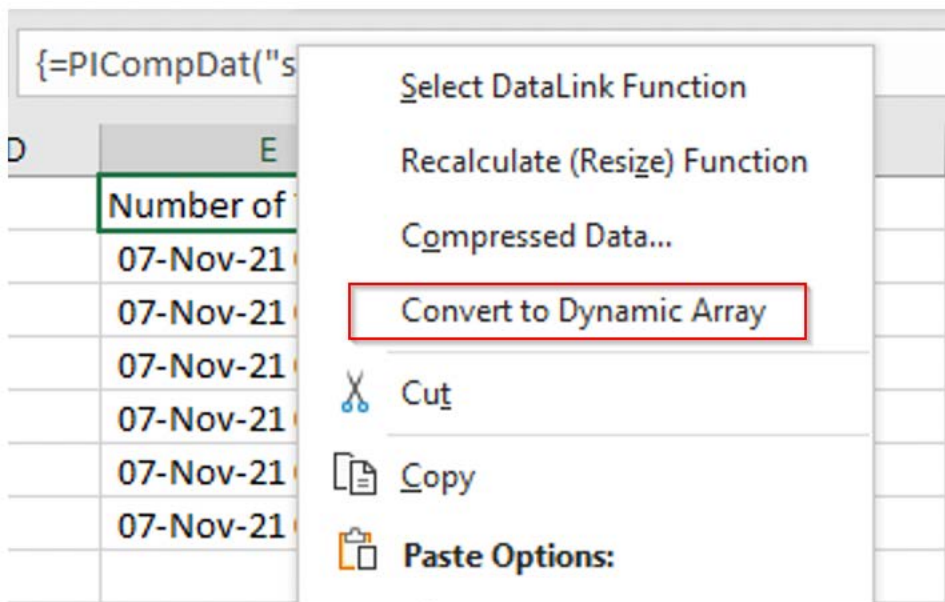 {=PICompDat("s
Select DataLink Function
Recalculate (Resize) Function
Compressed Data...
Convert to Dynamic Array
Cut
Copy
Paste Options:
D
E
Number of
07-Nov-21
07-Nov-21
07-Nov-21
07-Nov-21
07-Nov-21
07-Nov-21